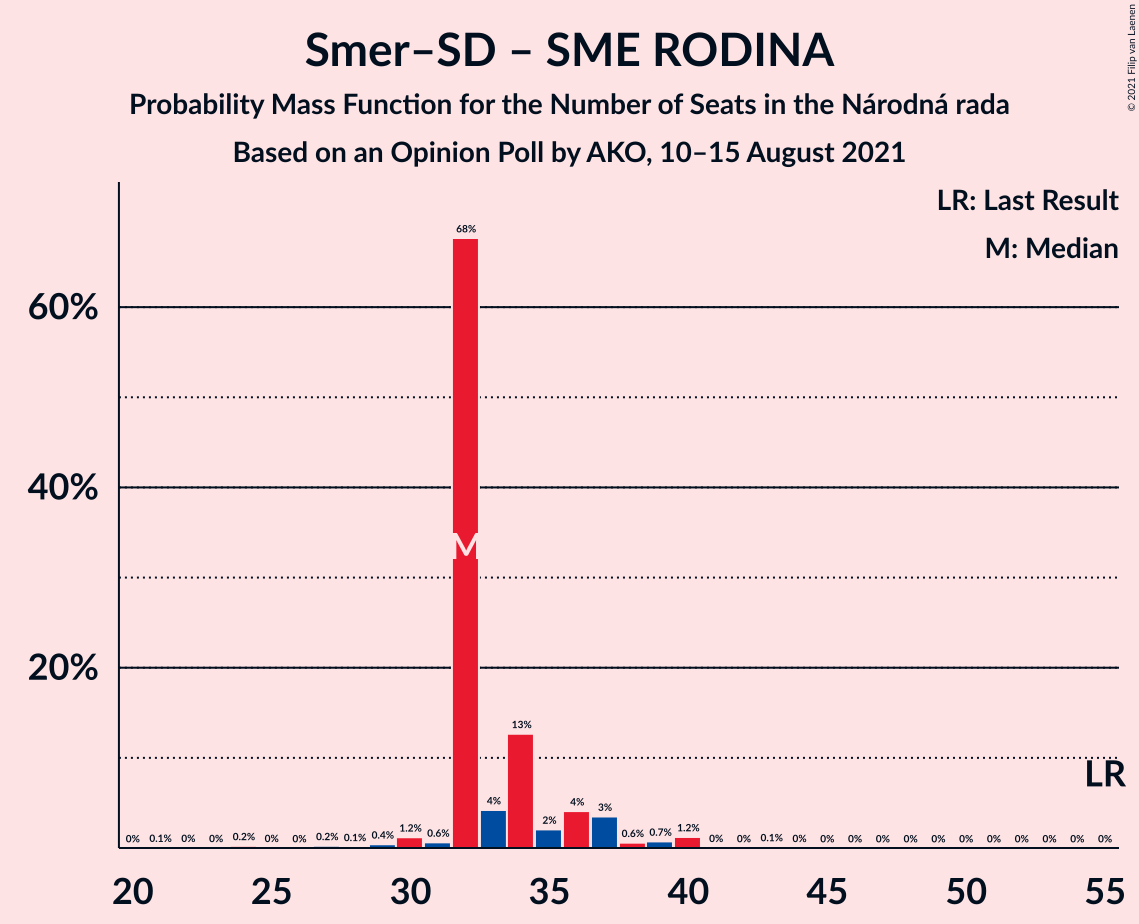 Smer–SD – SME RODINA
Probability Mass Function for the Number of Seats in the Národná rada
Based on an Opinion Poll by AKO, 10–15 August 2021
© 2021 Filip van Laenen
LR: Last Result
M: Median
60%
40%
20%
0% 0.1% 0% 0% 0.2% 0% 0% 0.2% 0.1% 0.4% 1.2% 0.6% 68% 4% 13% 2% 4% 3% 0.6% 0.7% 1.2% 0% 0% 0.1% 0% 0% 0% 0% 0% 0% 0% 0% 0% 0% 0% 0%
M
LR
20 25 30 35 40 45 50 55